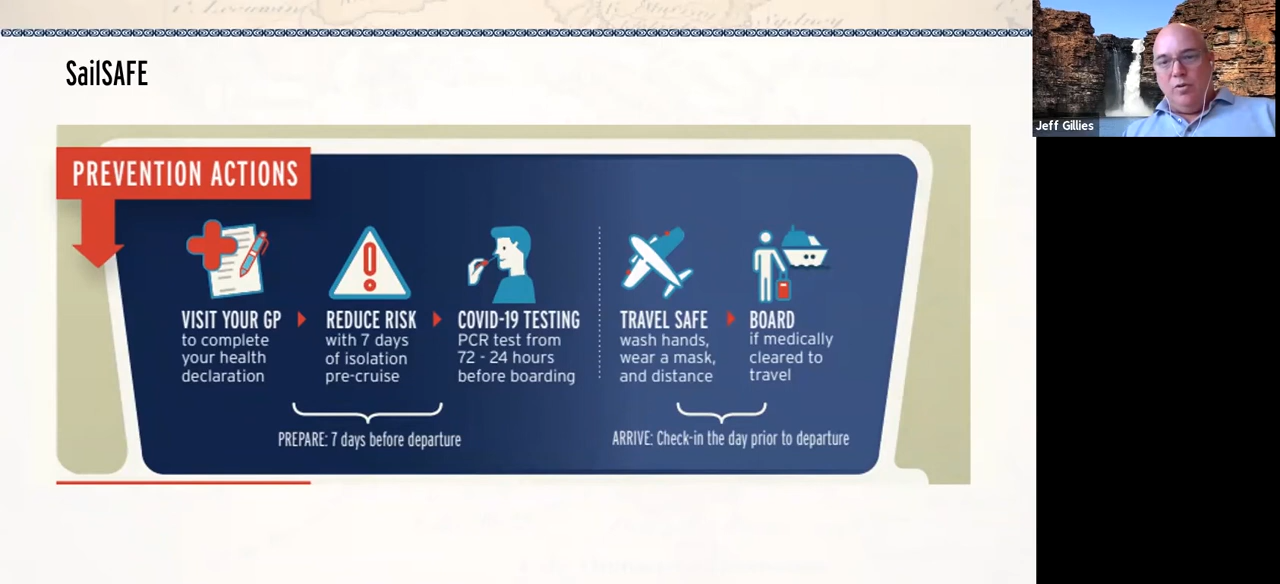 Sydney
SailSAFE
Jeff Gillies
PREVENTION ACTIONS
VISIT YOUR GP
to complete
your health
declaration
REDUCE RISK
with 7 days
of isolation
pre-cruise
COVID-19 TESTING
PCR test from
72 - 24 hours
before boarding
TRAVEL SAFE
wash hands,
wear a mask,
and distance
BOARD
if medically
cleared to
travel
PREPARE: 7 days before departure
ARRIVE: Check-in the day prior to departure